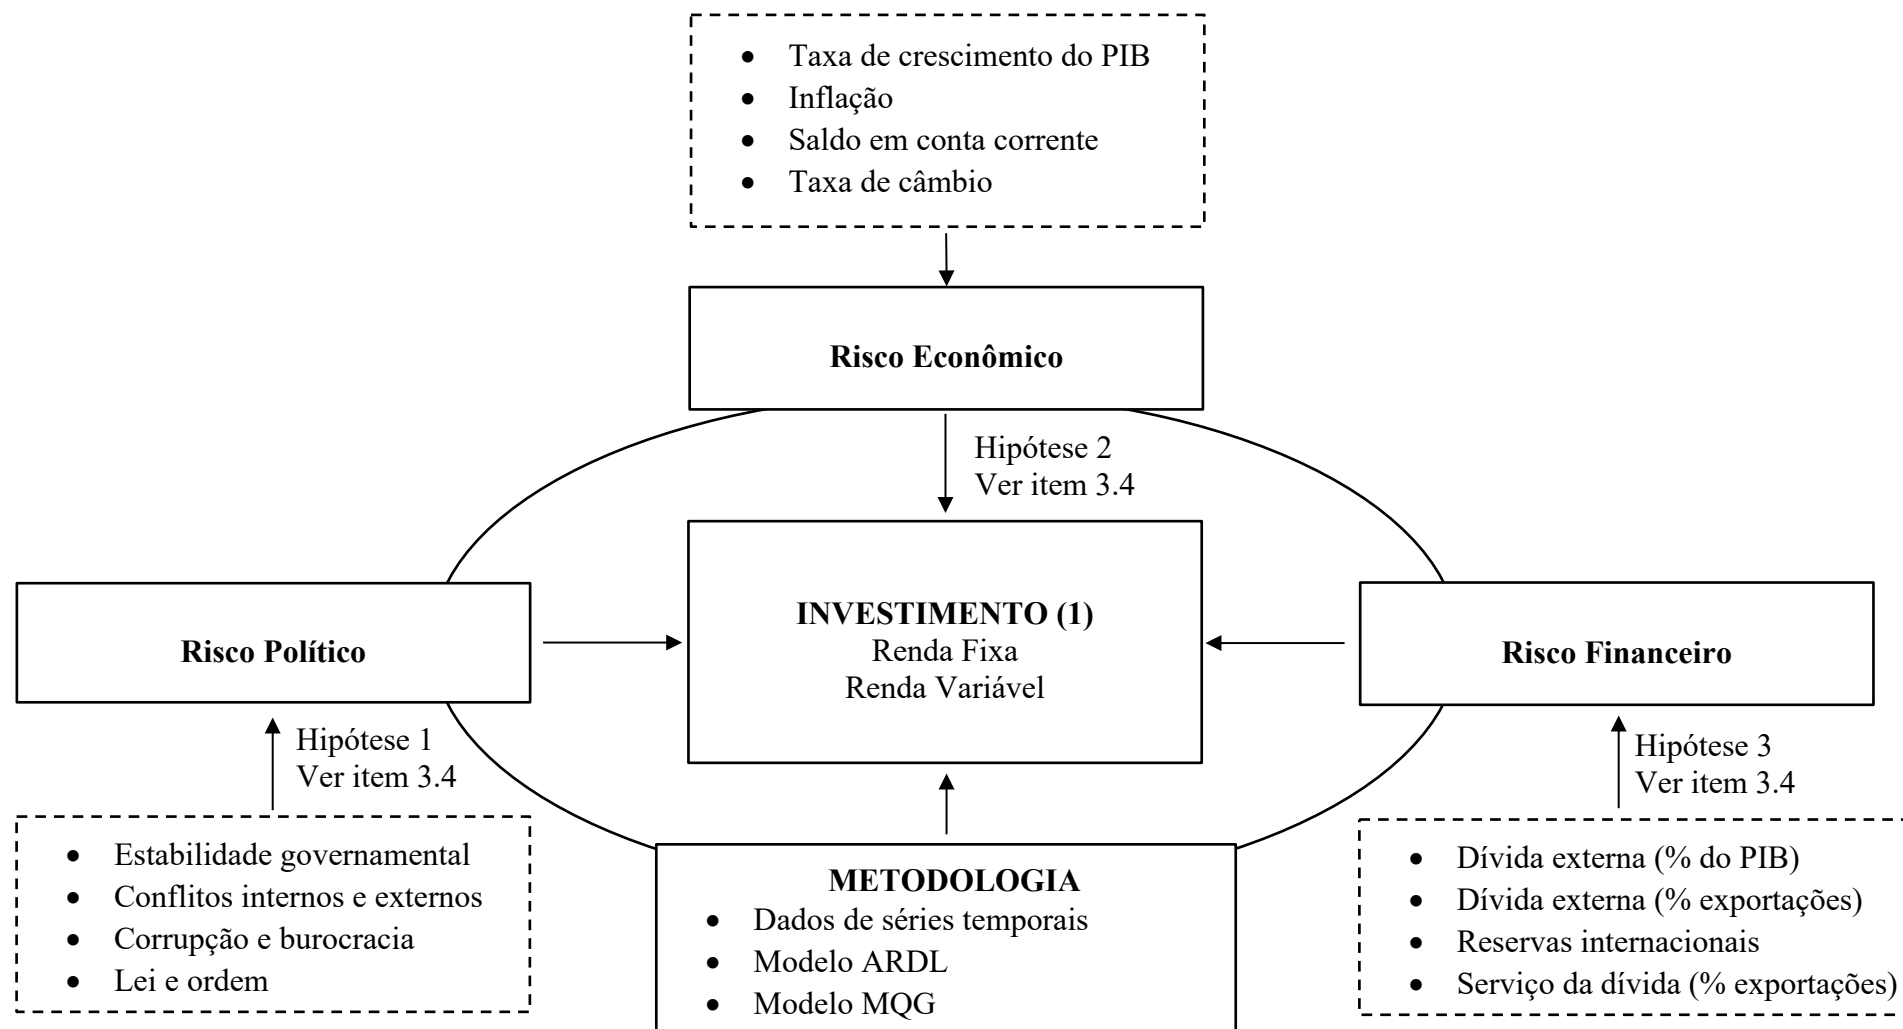 • Taxa de crescimento do PIB
• Inflação
• Saldo em conta corrente
• Taxa de câmbio
Risco Econômico
Hipótese 2
Ver item 3.4
Risco Político
INVESTIMENTO (1)
Renda Fixa
Renda Variável
Risco Financeiro
Hipótese 1
Ver item 3.4
Hipótese 3
Ver item 3.4
• Estabilidade governamental
• Conflitos internos e externos
• Corrupção e burocracia
• Lei e ordem
METODOLOGIA
• Dados de séries temporais
• Modelo ARDL
• Modelo MQG
• Dívida externa (% do PIB)
• Dívida externa (% exportações)
• Reservas internacionais
• Serviço da dívida (% exportações)